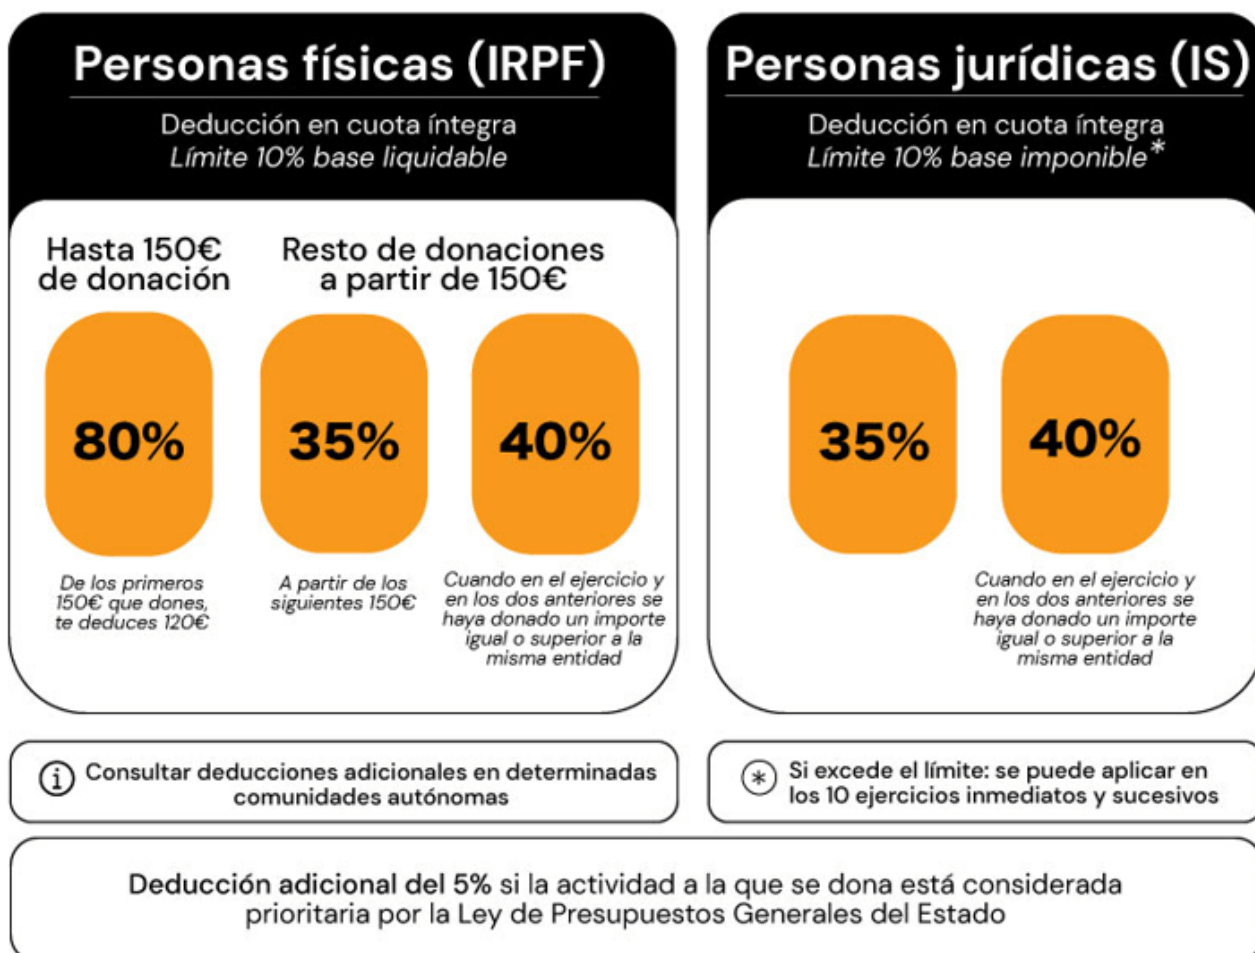 Personas físicas (IRPF)
Deducción en cuota íntegra
Límite 10% base liquidable
Hasta 150€
de donación
Resto de donaciones
a partir de 150€
80%
35%
40%
De los primeros
150€ que dones,
te deduces 120€
A partir de los
siguientes 150€
Cuando en el ejercicio y
en los dos anteriores se
haya donado un importe
igual o superior a la
misma entidad
Personas jurídicas (IS)
Deducción en cuota íntegra
Límite 10% base imponible*
35%
40%
Cuando en el ejercicio y
en los dos anteriores se
haya donado un importe
igual o superior a la
misma entidad
i Consultar deducciones adicionales en determinadas
comunidades autónomas
* Si excede el límite: se puede aplicar en
los 10 ejercicios inmediatos y sucesivos
Deducción adicional del 5% si la actividad a la que se dona está considerada
prioritaria por la Ley de Presupuestos Generales del Estado